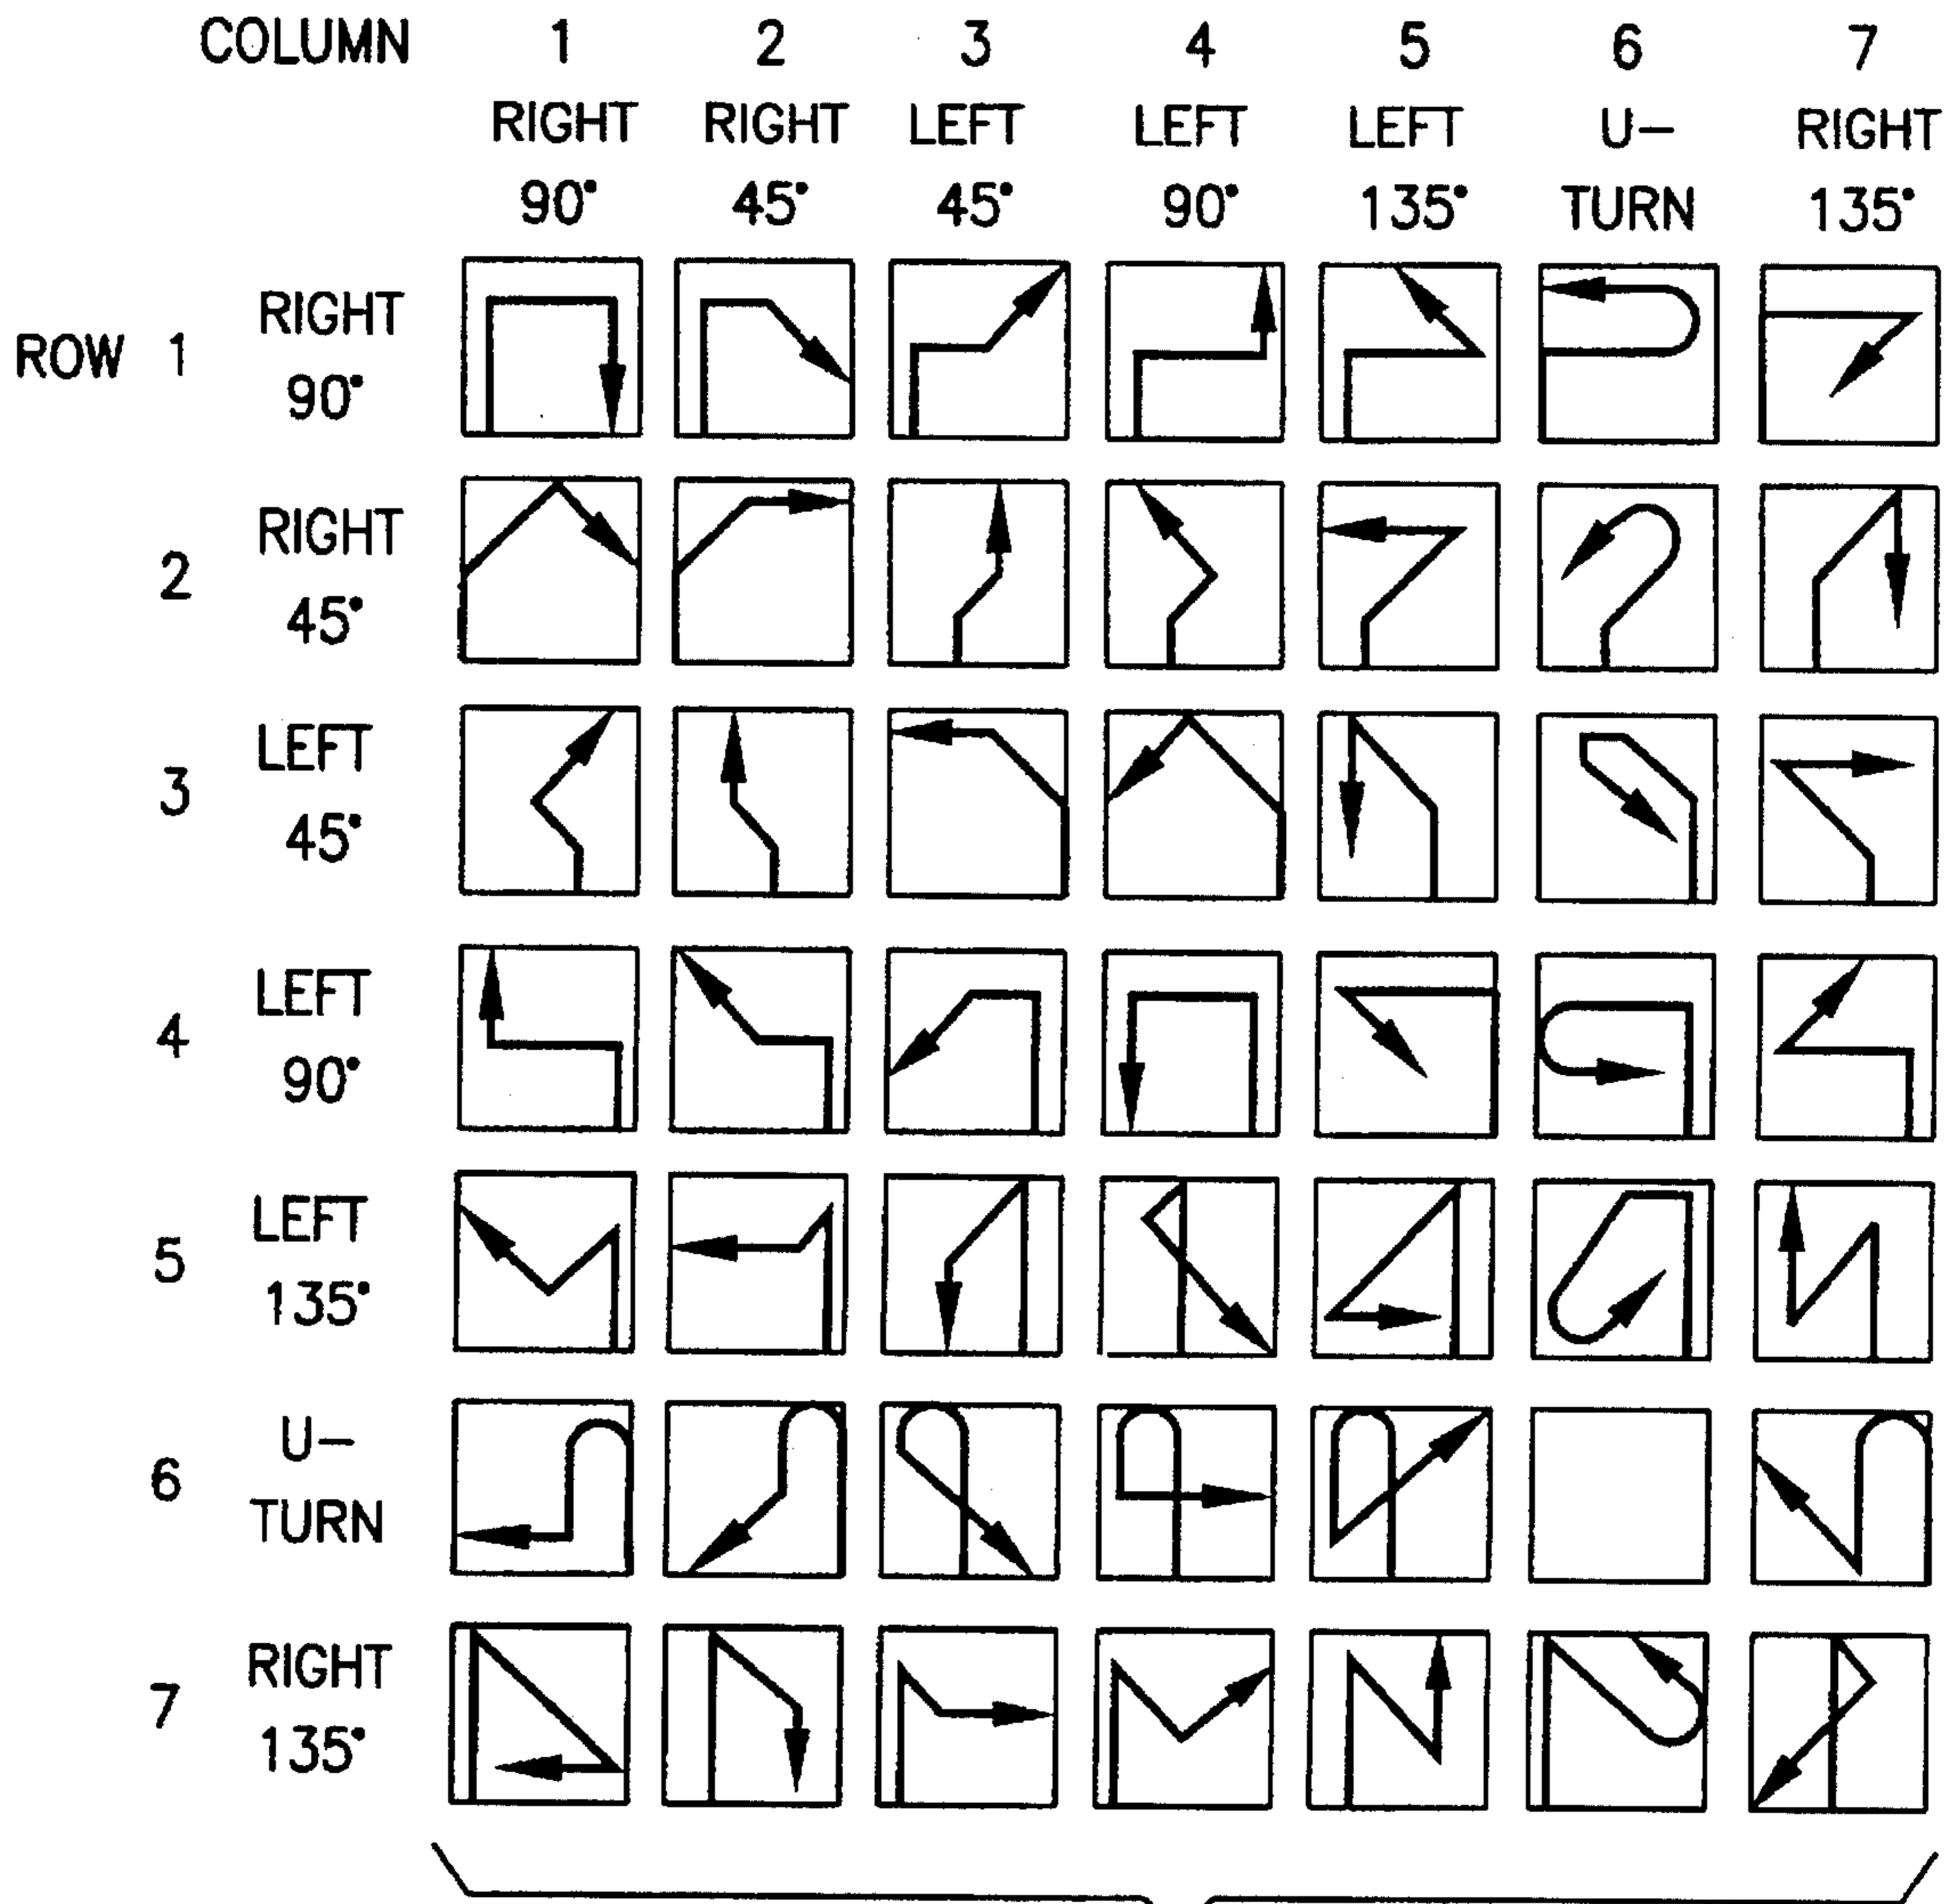 COLUMN 1 2 3 4 5 6 7
RIGHT RIGHT LEFT LEFT LEFT U- RIGHT
90° 45° 45° 90° 135° TURN 135°
ROW 1 RIGHT
90°
2 RIGHT
45°
3 LEFT
45°
4 LEFT
90°
5 LEFT
135°
6 U-
TURN
7 RIGHT
135°